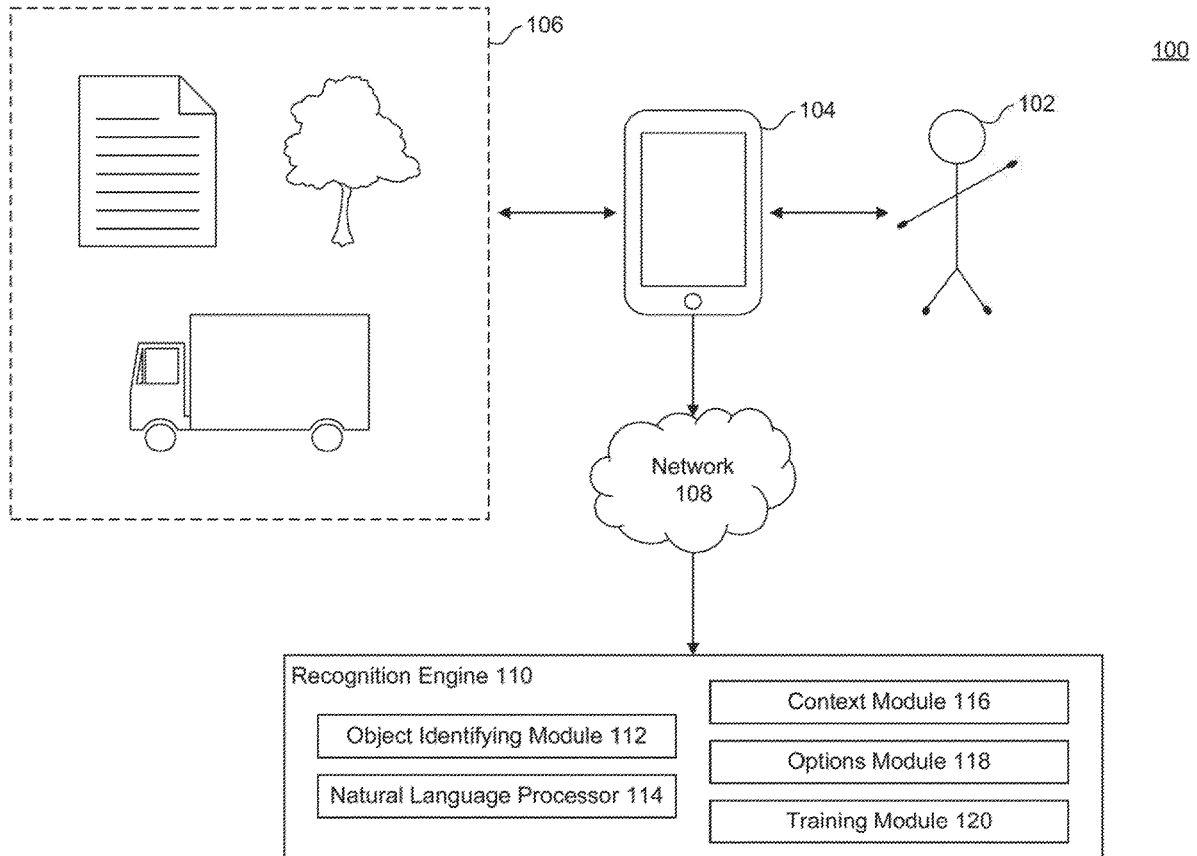 106
100
104
102
Network
108
Recognition Engine 110
Object Identifying Module 112
Natural Language Processor 114
Context Module 116
Options Module 118
Training Module 120